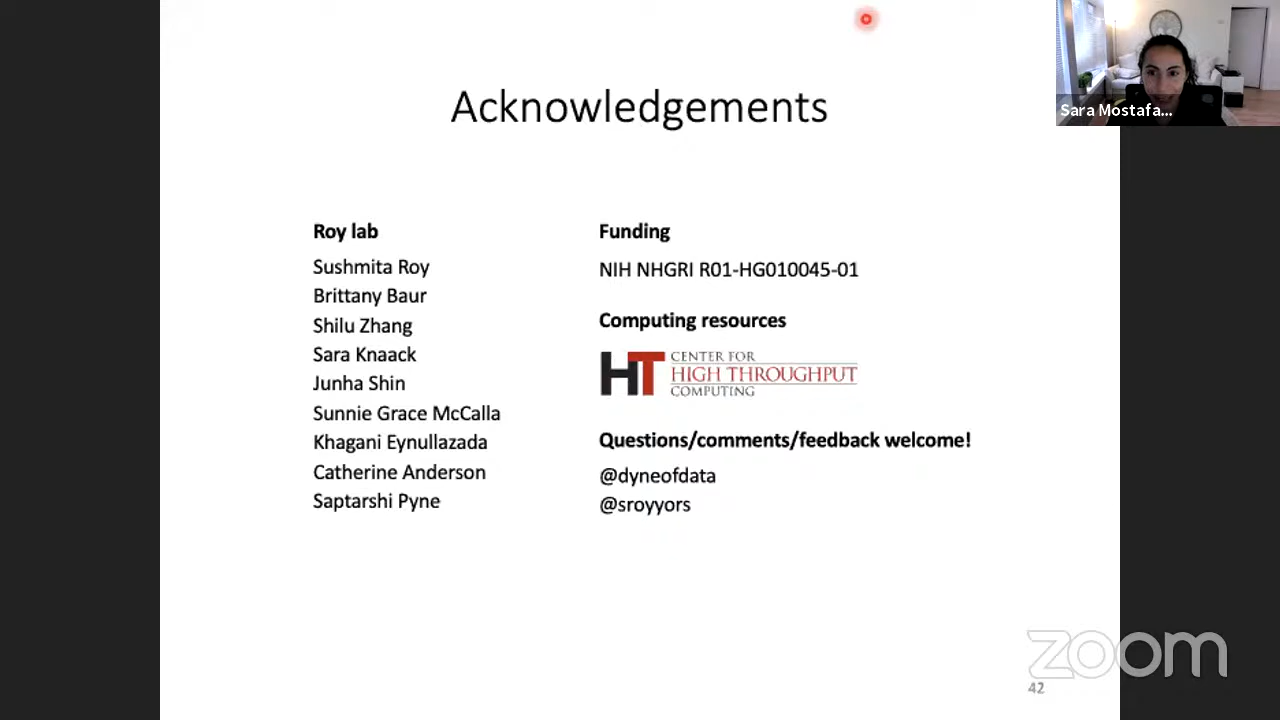 Acknowledgements
Sara Mostafa...
Roy lab
Sushmita Roy
Brittany Baur
Shilu Zhang
Sara Knaack
Junha Shin
Sunnie Grace McCalla
Khagani Eynullazada
Catherine Anderson
Saptarshi Pyne
Funding
NIH NHGRI R01-HG010045-01
Computing resources
HT
CENTER FOR
HIGH THROUGHPUT
COMPUTING
Questions/comments/feedback welcome!
@dyneofdata
@sroyyors
zoom
42